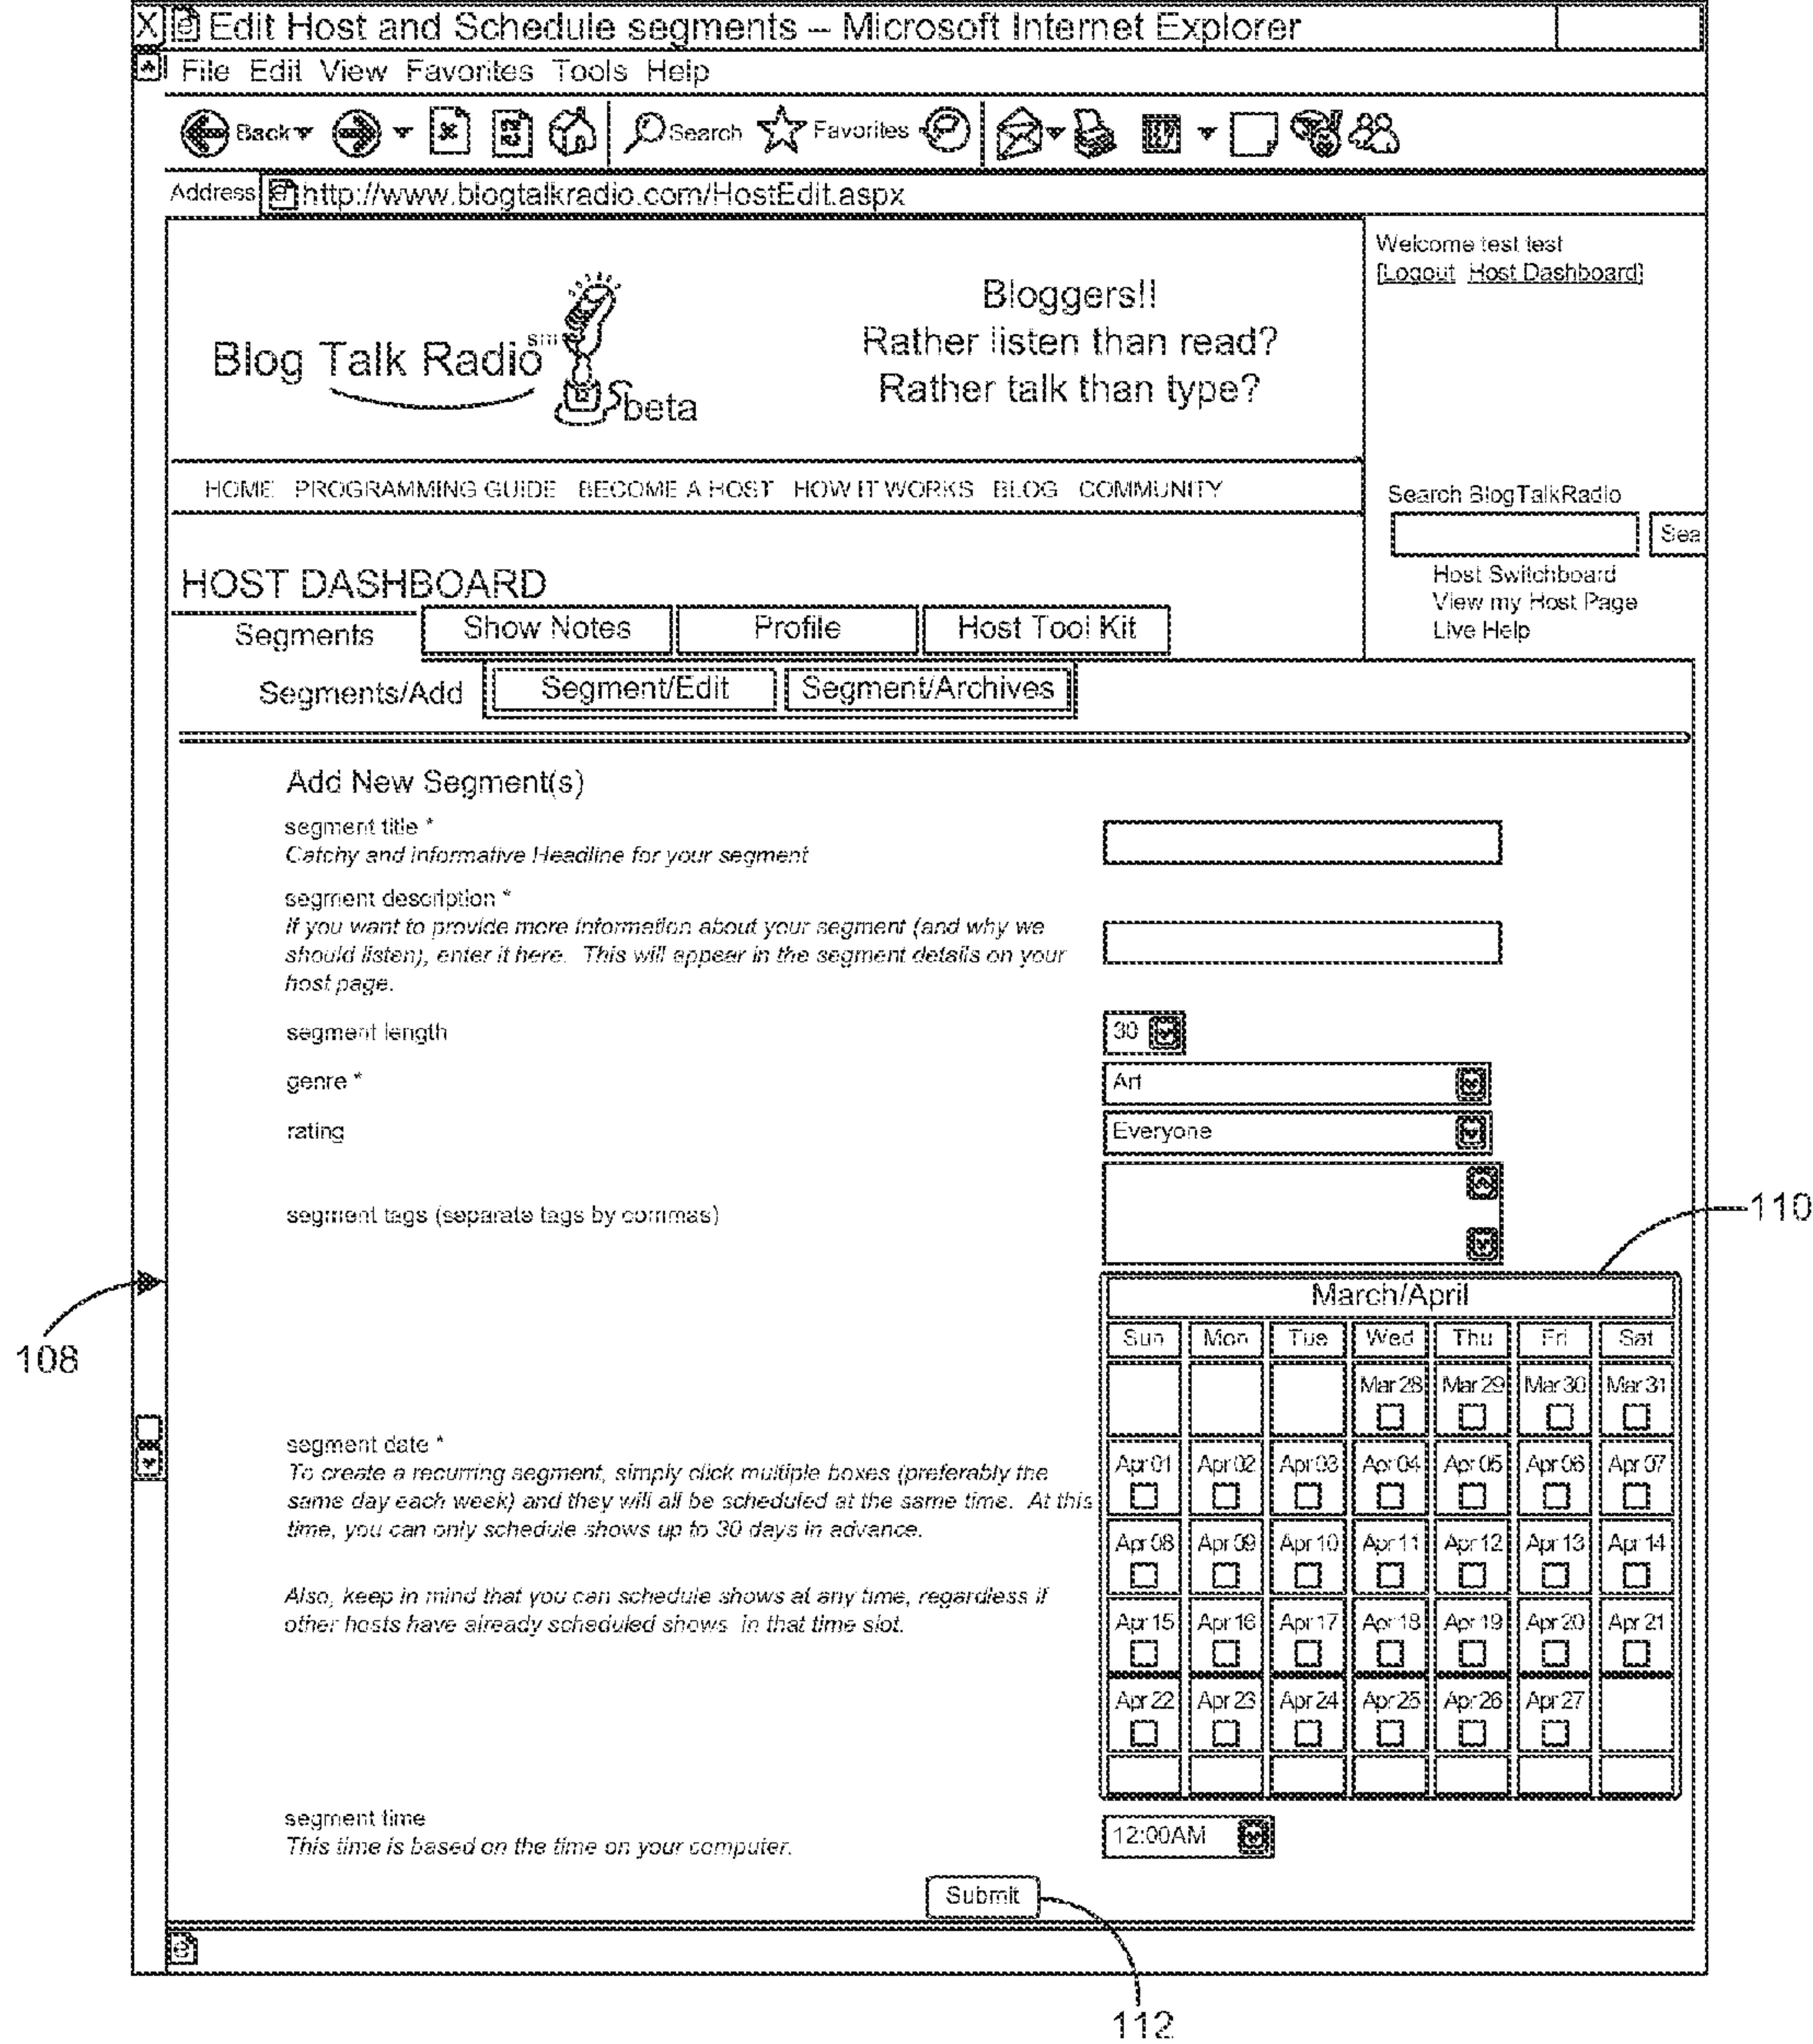 Edit Host and Schedule segments – Microsoft Internet Explorer
File Edit View Favorites Tools Help
Back Search Favorites
Address http://www.blogtalkradio.com/HostEdit.aspx
Welcome test test
[Logout Host Dashboard]
Blog Talk Radio sm
beta
Bloggers!!
Rather listen than read?
Rather talk than type?
HOME PROGRAMMING GUIDE BECOME A HOST HOW IT WORKS BLOG COMMUNITY
Search BlogTalkRadio
Sea
Host Switchboard
View my Host Page
Live Help
HOST DASHBOARD
Segments Show Notes Profile Host Tool Kit
Segments/Add Segment/Edit Segment/Archives
Add New Segment(s)
segment title *
Catchy and informative Headline for your segment
segment description *
If you want to provide more information about your segment (and why we
should listen), enter it here. This will appear in the segment details on your
host page.
segment length 30
genre * Art
rating Everyone
segment tags (separate tags by commas)
110
108
March/April
Sun Mon Tue Wed Thu Fri Sat
Mar 28 Mar 29 Mar 30 Mar 31
Apr 01 Apr 02 Apr 03 Apr 04 Apr 05 Apr 06 Apr 07
Apr 08 Apr 09 Apr 10 Apr 11 Apr 12 Apr 13 Apr 14
Apr 15 Apr 16 Apr 17 Apr 18 Apr 19 Apr 20 Apr 21
Apr 22 Apr 23 Apr 24 Apr 25 Apr 26 Apr 27
segment date *
To create a recurring segment, simply click multiple boxes (preferably the
same day each week) and they will all be scheduled at the same time. At this
time, you can only schedule shows up to 30 days in advance.
Also, keep in mind that you can schedule shows at any time, regardless if
other hosts have already scheduled shows in that time slot.
segment time 12:00AM
This time is based on the time on your computer.
Submit
112